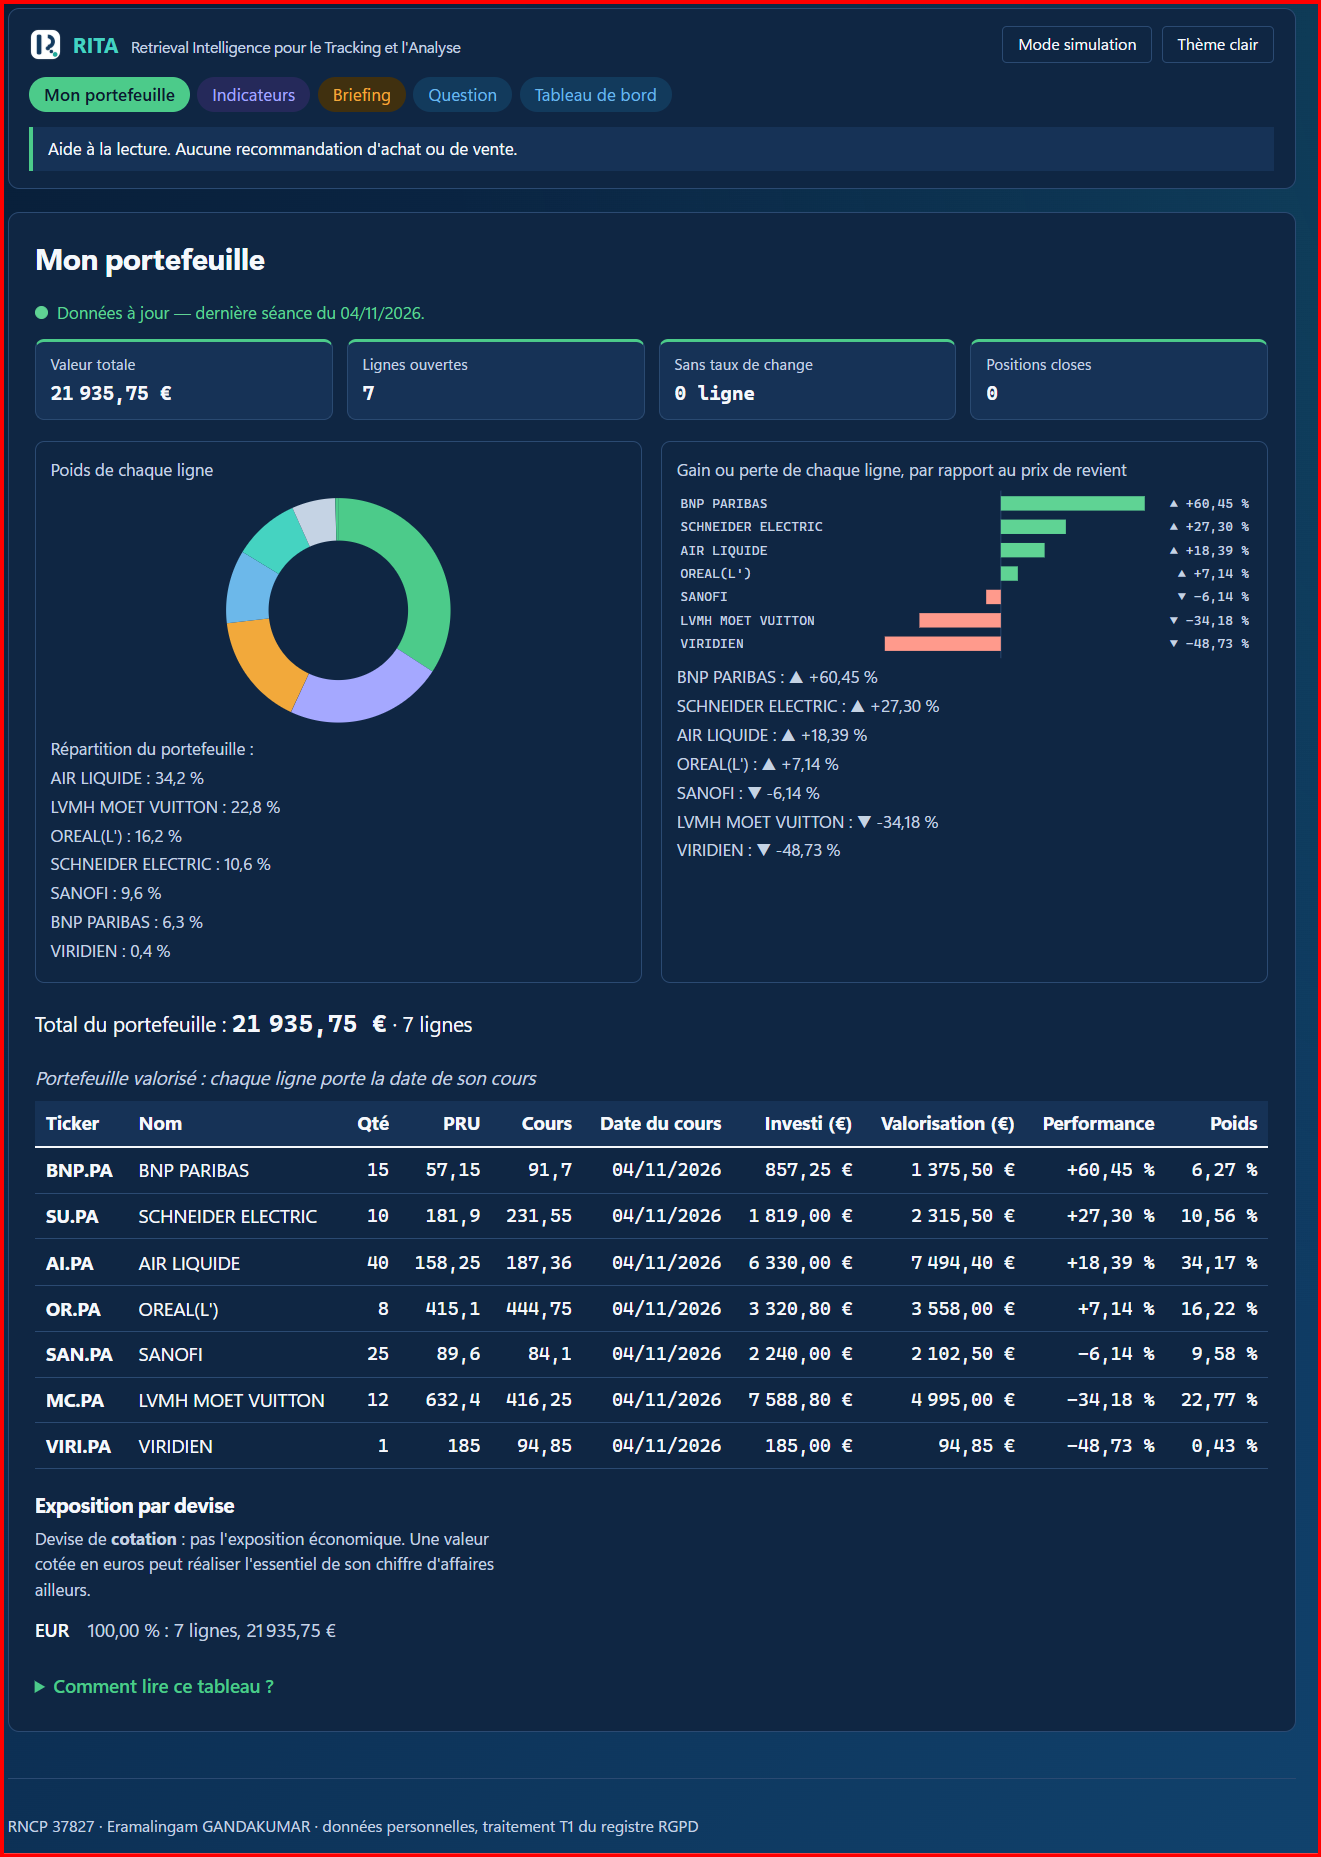 RITA Retrieval Intelligence pour le Tracking et l'Analyse
Mode simulation
Thème clair
Mon portefeuille
Indicateurs
Briefing
Question
Tableau de bord
Aide à la lecture. Aucune recommandation d'achat ou de vente.
Mon portefeuille
Données à jour — dernière séance du 04/11/2026.
Valeur totale
21 935,75 €
Lignes ouvertes
7
Sans taux de change
0 ligne
Positions closes
0
Poids de chaque ligne
Répartition du portefeuille :
AIR LIQUIDE : 34,2 %
LVMH MOET VUITTON : 22,8 %
OREAL(L') : 16,2 %
SCHNEIDER ELECTRIC : 10,6 %
SANOFI : 9,6 %
BNP PARIBAS : 6,3 %
VIRIDIEN : 0,4 %
Gain ou perte de chaque ligne, par rapport au prix de revient
BNP PARIBAS ▲ +60,45 %
SCHNEIDER ELECTRIC ▲ +27,30 %
AIR LIQUIDE ▲ +18,39 %
OREAL(L') ▲ +7,14 %
SANOFI ▼ −6,14 %
LVMH MOET VUITTON ▼ −34,18 %
VIRIDIEN ▼ −48,73 %
BNP PARIBAS : ▲ +60,45 %
SCHNEIDER ELECTRIC : ▲ +27,30 %
AIR LIQUIDE : ▲ +18,39 %
OREAL(L') : ▲ +7,14 %
SANOFI : ▼ -6,14 %
LVMH MOET VUITTON : ▼ -34,18 %
VIRIDIEN : ▼ -48,73 %
Total du portefeuille : 21 935,75 € · 7 lignes
Portefeuille valorisé : chaque ligne porte la date de son cours
Ticker Nom Qté PRU Cours Date du cours Investi (€) Valorisation (€) Performance Poids
BNP.PA BNP PARIBAS 15 57,15 91,7 04/11/2026 857,25 € 1 375,50 € +60,45 % 6,27 %
SU.PA SCHNEIDER ELECTRIC 10 181,9 231,55 04/11/2026 1 819,00 € 2 315,50 € +27,30 % 10,56 %
AI.PA AIR LIQUIDE 40 158,25 187,36 04/11/2026 6 330,00 € 7 494,40 € +18,39 % 34,17 %
OR.PA OREAL(L') 8 415,1 444,75 04/11/2026 3 320,80 € 3 558,00 € +7,14 % 16,22 %
SAN.PA SANOFI 25 89,6 84,1 04/11/2026 2 240,00 € 2 102,50 € −6,14 % 9,58 %
MC.PA LVMH MOET VUITTON 12 632,4 416,25 04/11/2026 7 588,80 € 4 995,00 € −34,18 % 22,77 %
VIRI.PA VIRIDIEN 1 185 94,85 04/11/2026 185,00 € 94,85 € −48,73 % 0,43 %
Exposition par devise
Devise de cotation : pas l'exposition économique. Une valeur
cotée en euros peut réaliser l'essentiel de son chiffre d'affaires
ailleurs.
EUR 100,00 % : 7 lignes, 21 935,75 €
▶ Comment lire ce tableau ?
RNCP 37827 · Eramalingam GANDAKUMAR · données personnelles, traitement T1 du registre RGPD